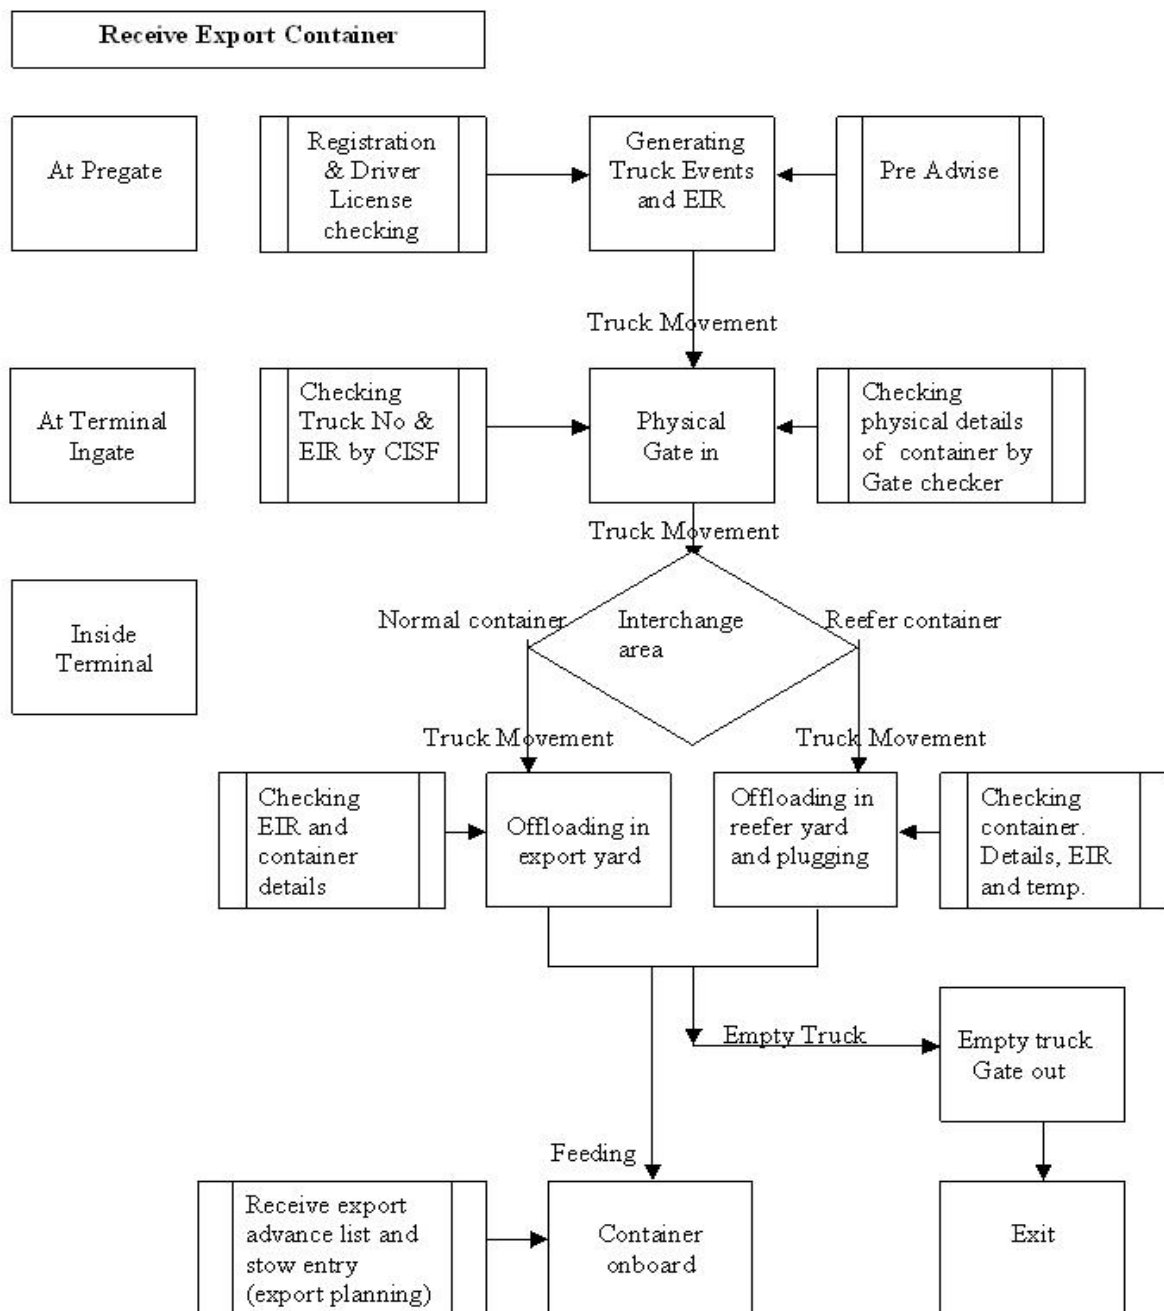 Receive Export Container
At Pregate
Registration
& Driver
License
checking
Generating
Truck Events
and EIR
Pre Advise
Truck Movement
At Terminal
Ingate
Checking
Truck No &
EIR by CISF
Physical
Gate in
Checking
physical details
of container by
Gate checker
Truck Movement
Inside
Terminal
Normal container
Interchange
area
Reefer container
Truck Movement
Truck Movement
Checking
EIR and
container
details
Offloading in
export yard
Offloading in
reefer yard
and plugging
Checking
container.
Details, EIR
and temp.
Empty Truck
Empty truck
Gate out
Feeding
Receive export
advance list and
stow entry
(export planning)
Container
onboard
Exit